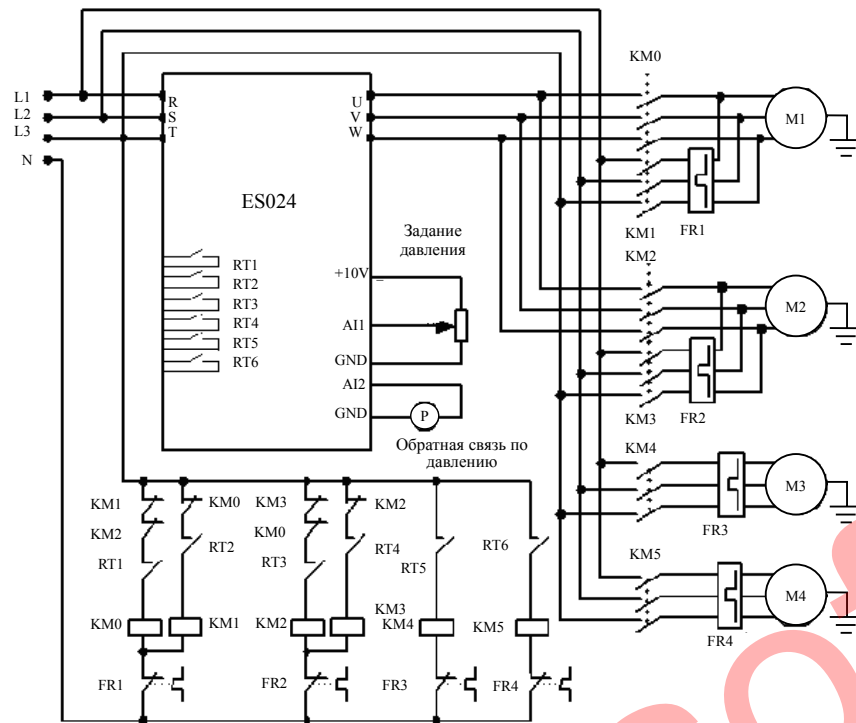 KM0
L1
L2
L3
N
R
S
T
U
V
W
M1
ES024
Задание
давления
KM1
KM2
FR1
RT1
RT2
RT3
RT4
RT5
RT6
+10V
AI1
GND
AI2
GND
P
Обратная связь по
давлению
M2
KM3
FR2
KM4
M3
FR3
KM5
M4
FR4
KM1
KM0
KM3
KM2
KM2
KM0
RT1
RT2
RT3
RT4
RT5
RT6
KM0
KM1
KM2
KM3
KM4
KM5
FR1
FR2
FR3
FR4